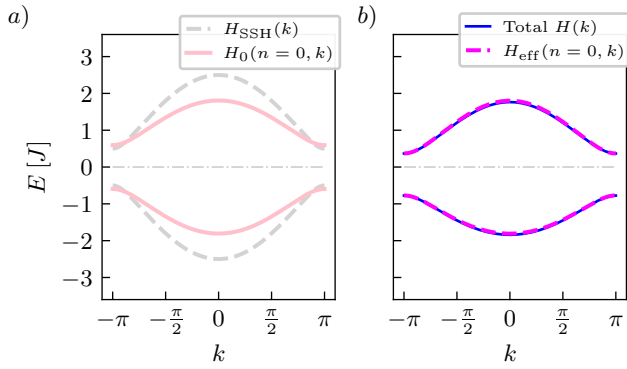 a)
H_SSH(k)
H_0(n = 0, k)
E [J]
3
2
1
0
−1
−2
−3
−π
−π/2
0
π/2
π
k
b)
Total H(k)
H_eff(n = 0, k)
−π
−π/2
0
π/2
π
k